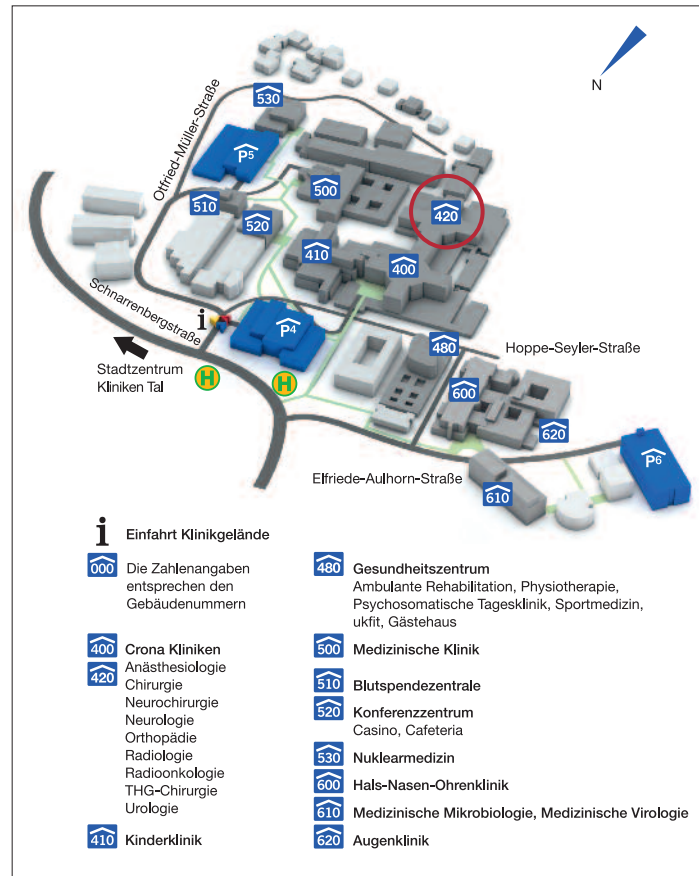 N
530
Otfried-Müller-Straße
P5
500
510
420
520
410
400
Schnarrenbergstraße
i
P4
480
Hoppe-Seyler-Straße
Stadtzentrum
Kliniken Tal
H
H
600
620
P6
Elfriede-Aulhorn-Straße
610
i Einfahrt Klinikgelände
000 Die Zahlenangaben
entsprechen den
Gebäudenummern
400 Crona Kliniken
420 Anästhesiologie
Chirurgie
Neurochirurgie
Neurologie
Orthopädie
Radiologie
Radioonkologie
THG-Chirurgie
Urologie
410 Kinderklinik
480 Gesundheitszentrum
Ambulante Rehabilitation, Physiotherapie,
Psychosomatische Tagesklinik, Sportmedizin,
ukfit, Gästehaus
500 Medizinische Klinik
510 Blutspendezentrale
520 Konferenzzentrum
Casino, Cafeteria
530 Nuklearmedizin
600 Hals-Nasen-Ohrenklinik
610 Medizinische Mikrobiologie, Medizinische Virologie
620 Augenklinik